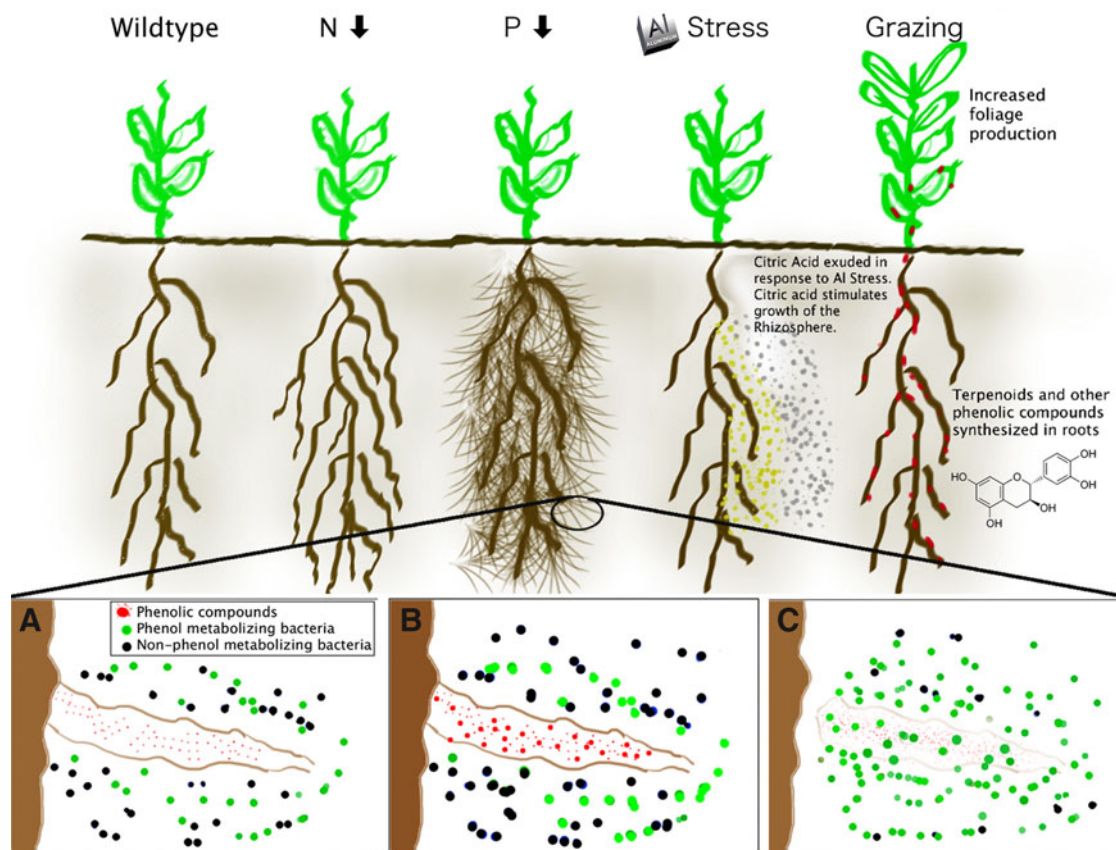 Wildtype
N
P
Al
ALUMINUM
Stress
Grazing
Increased
foliage
production
Citric Acid exuded in
response to Al Stress.
Citric acid stimulates
growth of the
Rhizosphere.
Terpenoids and other
phenolic compounds
synthesized in roots
OH
HO
O
OH
OH
OH
A
Phenolic compounds
Phenol metabolizing bacteria
Non-phenol metabolizing bacteria
B
C